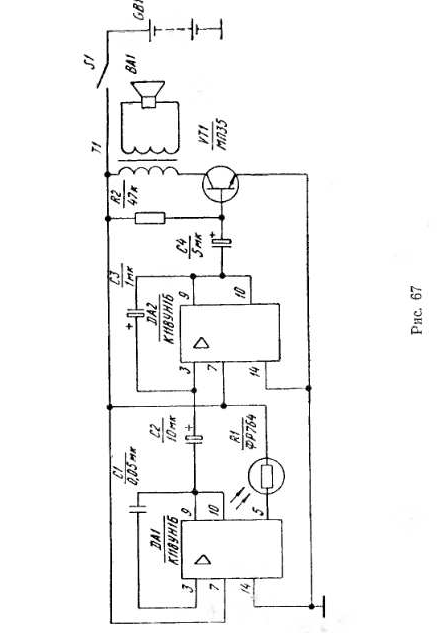 GB1
S1
BA1
T1
VT1
МП35
R2
47к
C4
5мк
C3
1мк
DA2
К118УН1Б
9
10
3
7
14
C2
10мк
R1
ФР764
C1
0,05мк
DA1
К118УН1Б
9
10
5
3
7
14
+
+
+
Рис. 67